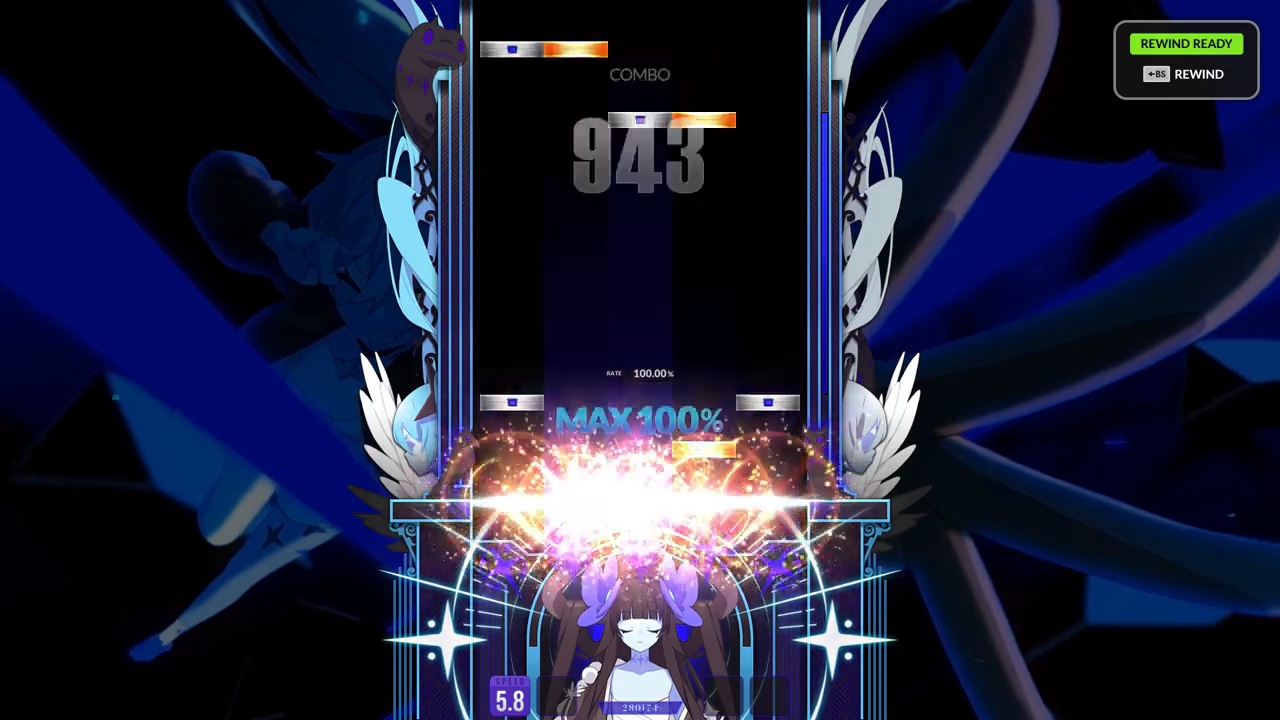 REWIND READY
←BS REWIND
COMBO
943
RATE 100.00%
MAX 100%
SPEED
5.8